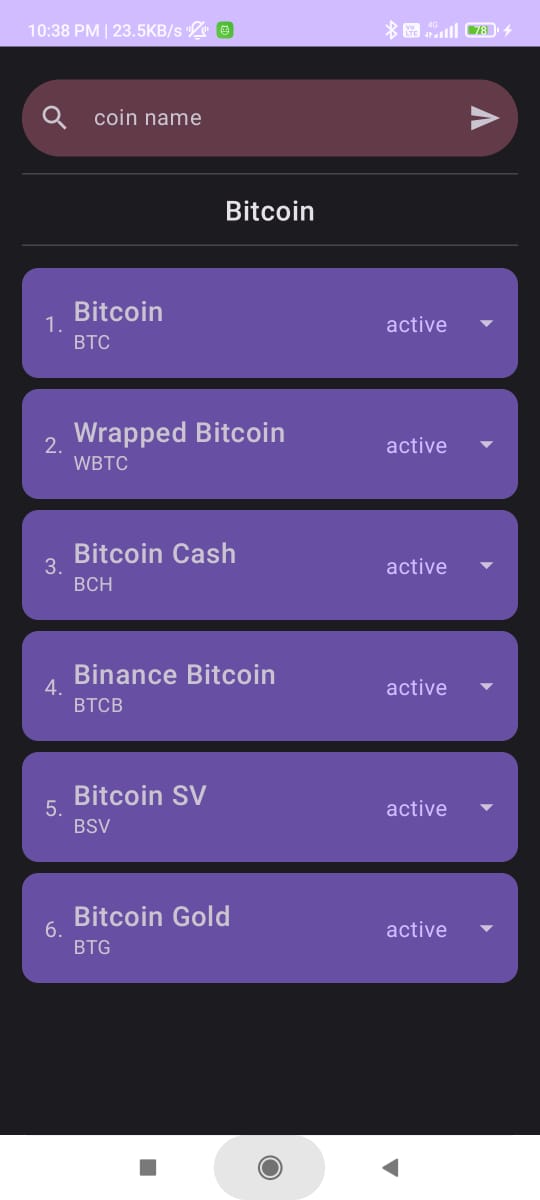 10:38 PM | 23.5KB/s
Vo LTE 4G 78
coin name
Bitcoin
1. Bitcoin active
BTC
2. Wrapped Bitcoin active
WBTC
3. Bitcoin Cash active
BCH
4. Binance Bitcoin active
BTCB
5. Bitcoin SV active
BSV
6. Bitcoin Gold active
BTG